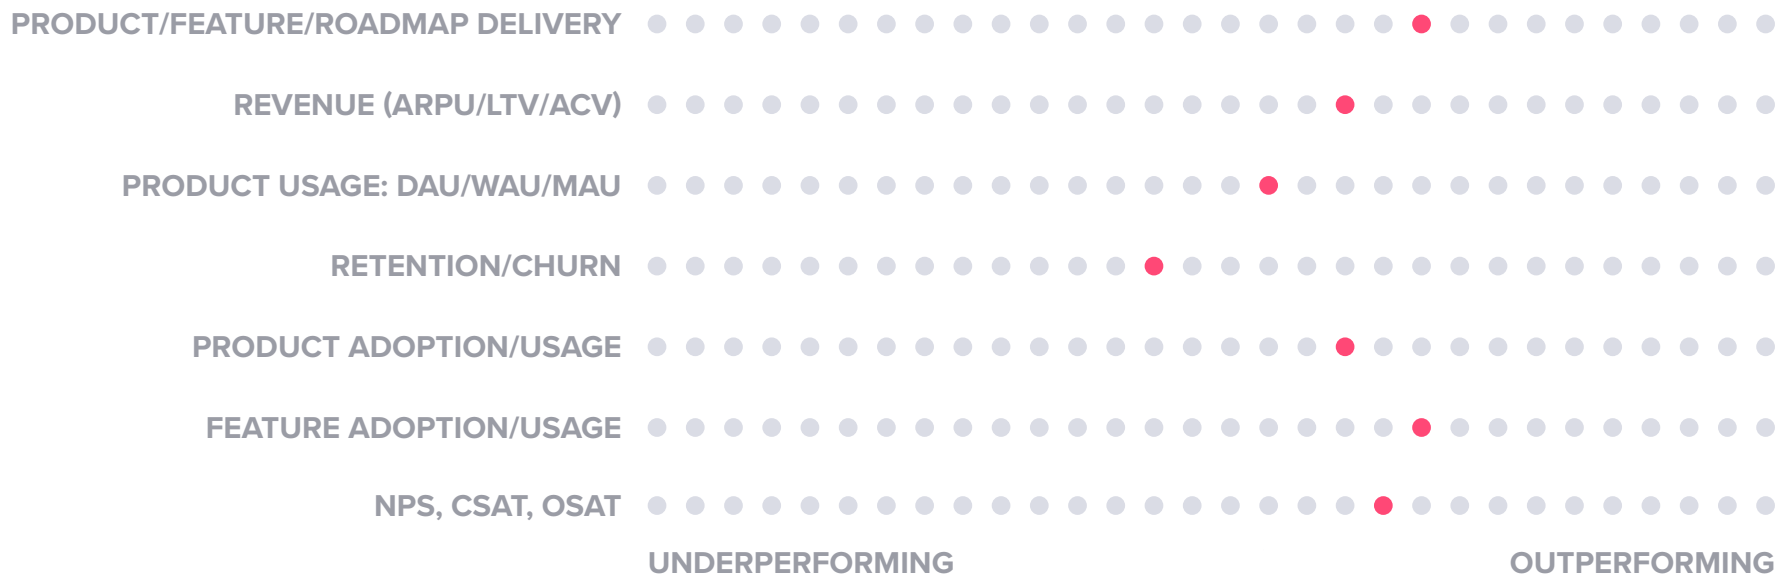 PRODUCT/FEATURE/ROADMAP DELIVERY
REVENUE (ARPU/LTV/ACV)
PRODUCT USAGE: DAU/WAU/MAU
RETENTION/CHURN
PRODUCT ADOPTION/USAGE
FEATURE ADOPTION/USAGE
NPS, CSAT, OSAT
UNDERPERFORMING
OUTPERFORMING